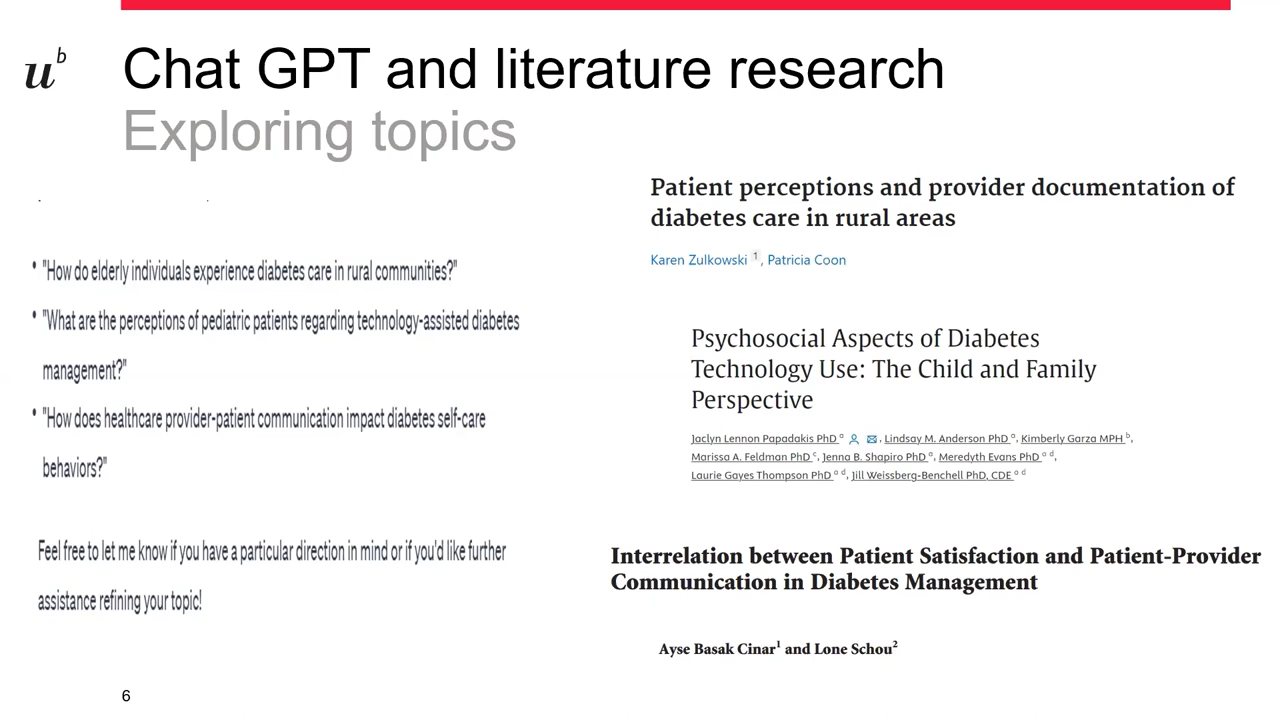 u b
Chat GPT and literature research
Exploring topics
• "How do elderly individuals experience diabetes care in rural communities?"
• "What are the perceptions of pediatric patients regarding technology-assisted diabetes
management?"
• "How does healthcare provider-patient communication impact diabetes self-care
behaviors?"
Feel free to let me know if you have a particular direction in mind or if you'd like further
assistance refining your topic!
Patient perceptions and provider documentation of
diabetes care in rural areas
Karen Zulkowski 1, Patricia Coon
Psychosocial Aspects of Diabetes
Technology Use: The Child and Family
Perspective
Jaclyn Lennon Papadakis PhD a, Lindsay M. Anderson PhD a, Kimberly Garza MPH b,
Marissa A. Feldman PhD c, Jenna B. Shapiro PhD a, Meredyth Evans PhD a d,
Laurie Gayes Thompson PhD a d, Jill Weissberg-Benchell PhD, CDE a d
Interrelation between Patient Satisfaction and Patient-Provider
Communication in Diabetes Management
Ayse Basak Cinar1 and Lone Schou2
6